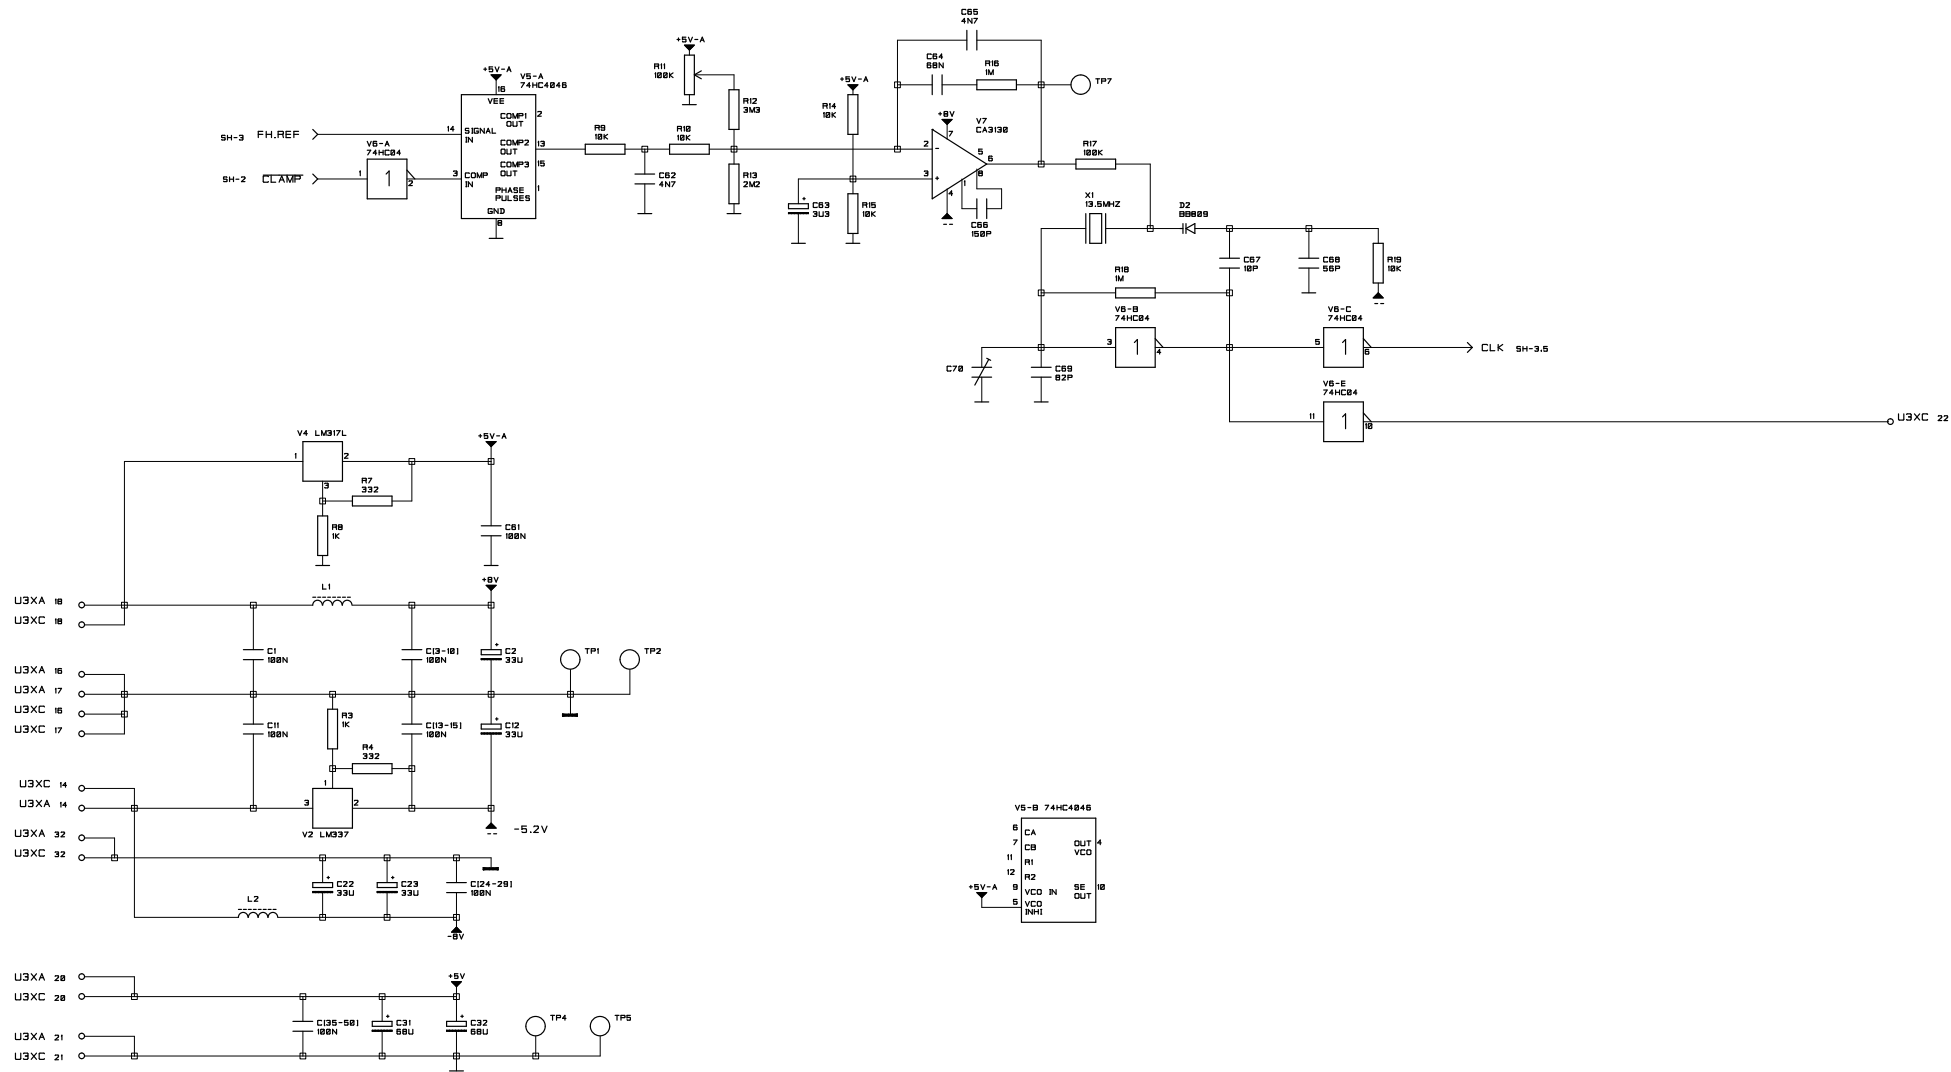 C65
4N7
+5V-A
R11
100K
C64
68N
R16
1M
TP7
+5V-A
V5-A
74HC4046
16
VEE
+5V-A
R12
3M3
R14
10K
+8V
V7
CA3130
SH-3 FH.REF
14
SIGNAL
IN
COMP1
OUT
2
COMP2
OUT
13
COMP3
OUT
15
PHASE
PULSES
1
GND
8
V6-A
74HC04
SH-2 CLAMP
1
1
2
3
COMP
IN
R9
10K
R10
10K
C62
4N7
R13
2M2
2
-
3
+
7
5
6
8
1
4
--
C63
3U3
+
R15
10K
C66
150P
R17
100K
X1
13.5MHZ
D2
BB809
C67
10P
C68
56P
R19
10K
--
R18
1M
V6-B
74HC04
3
1
4
V6-C
74HC04
5
1
6
CLK SH-3.5
C70
C69
82P
V6-E
74HC04
11
1
10
U3XC 22
V4 LM317L
1
2
3
+5V-A
R7
332
R8
1K
C61
100N
+8V
L1
U3XA 18
U3XC 18
C1
100N
C[3-10]
100N
+
C2
33U
TP1
TP2
U3XA 16
U3XA 17
U3XC 16
U3XC 17
C11
100N
R3
1K
C[13-15]
100N
+
C12
33U
R4
332
U3XC 14
U3XA 14
1
3
2
V2 LM337
--
-5.2V
U3XA 32
U3XC 32
+
C22
33U
+
C23
33U
C[24-29]
100N
L2
-8V
V5-B 74HC4046
6
CA
7
CB
11
R1
12
R2
9
VCO IN
5
VCO
INHI
OUT
VCO
4
SE
OUT
10
+5V-A
U3XA 20
U3XC 20
+5V
C[35-50]
100N
+
C31
68U
+
C32
68U
TP4
TP5
U3XA 21
U3XC 21